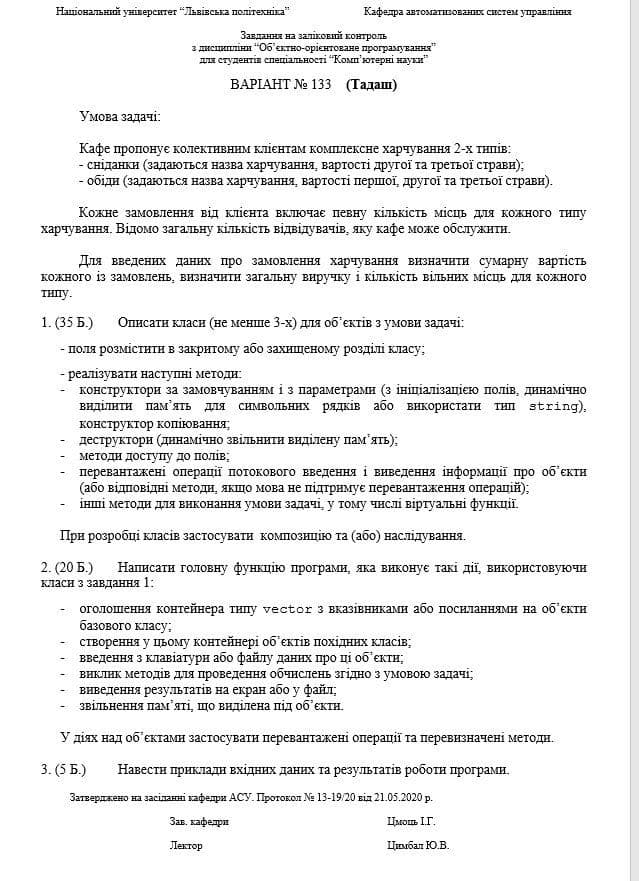 Національний університет “Львівська політехніка” Кафедра автоматизованих систем управління
Завдання на заліковий контроль
з дисципліни “Об’єктно-орієнтоване програмування”
для студентів спеціальності “Комп’ютерні науки”
ВАРІАНТ № 133 (Тадаш)
Умова задачі:
Кафе пропонує колективним клієнтам комплексне харчування 2-х типів:
- сніданки (задаються назва харчування, вартості другої та третьої страви);
- обіди (задаються назва харчування, вартості першої, другої та третьої страви).
Кожне замовлення від клієнта включає певну кількість місць для кожного типу
харчування. Відомо загальну кількість відвідувачів, яку кафе може обслужити.
Для введених даних про замовлення харчування визначити сумарну вартість
кожного із замовлень, визначити загальну виручку і кількість вільних місць для кожного
типу.
1. (35 Б.) Описати класи (не менше 3-х) для об’єктів з умови задачі:
- поля розмістити в закритому або захищеному розділі класу;
- реалізувати наступні методи:
- конструктори за замовчуванням і з параметрами (з ініціалізацією полів, динамічно
виділити пам’ять для символьних рядків або використати тип string),
конструктор копіювання;
- деструктори (динамічно звільнити виділену пам’ять);
- методи доступу до полів;
- перевантажені операції потокового введення і виведення інформації про об’єкти
(або відповідні методи, якщо мова не підтримує перевантаження операцій);
- інші методи для виконання умови задачі, у тому числі віртуальні функції.
При розробці класів застосувати композицію та (або) наслідування.
2. (20 Б.) Написати головну функцію програми, яка виконує такі дії, використовуючи
класи з завдання 1:
- оголошення контейнера типу vector з вказівниками або посиланнями на об’єкти
базового класу;
- створення у цьому контейнері об’єктів похідних класів;
- введення з клавіатури або файлу даних про ці об’єкти;
- виклик методів для проведення обчислень згідно з умовою задачі;
- виведення результатів на екран або у файл;
- звільнення пам’яті, що виділена під об’єкти.
У діях над об’єктами застосувати перевантажені операції та перевизначені методи.
3. (5 Б.) Навести приклади вхідних даних та результатів роботи програми.
Затверджено на засіданні кафедри АСУ. Протокол № 13-19/20 від 21.05.2020 р.
Зав. кафедри Цмоць І.Г.
Лектор Цимбал Ю.В.